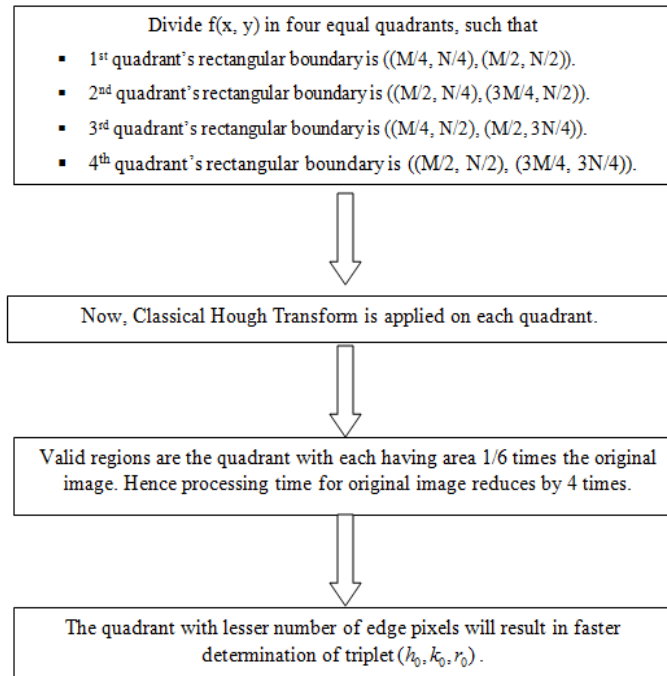 Divide f(x, y) in four equal quadrants, such that
▪ 1st quadrant's rectangular boundary is ((M/4, N/4), (M/2, N/2)).
▪ 2nd quadrant's rectangular boundary is ((M/2, N/4), (3M/4, N/2)).
▪ 3rd quadrant's rectangular boundary is ((M/4, N/2), (M/2, 3N/4)).
▪ 4th quadrant's rectangular boundary is ((M/2, N/2), (3M/4, 3N/4)).
Now, Classical Hough Transform is applied on each quadrant.
Valid regions are the quadrant with each having area 1/6 times the original
image. Hence processing time for original image reduces by 4 times.
The quadrant with lesser number of edge pixels will result in faster
determination of triplet (h₀, k₀, r₀) .